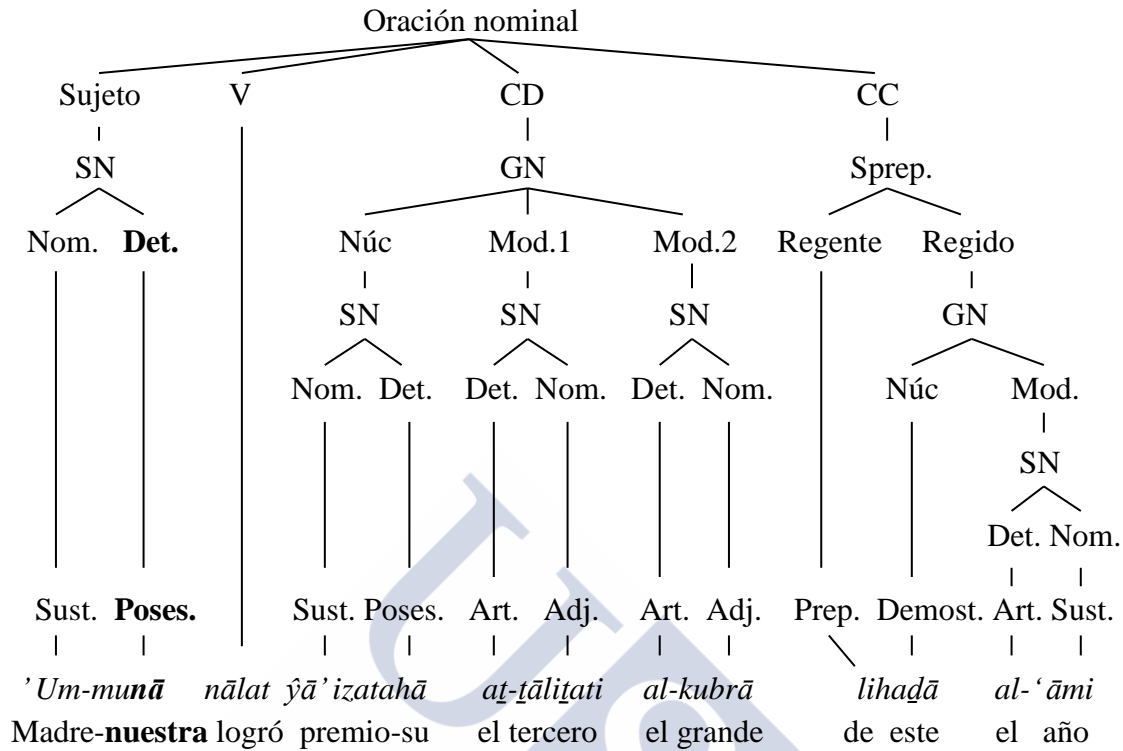 Oración nominal
Sujeto V CD CC
SN GN Sprep.
Nom. Det. Núc Mod.1 Mod.2 Regente Regido
SN SN SN GN
Nom. Det. Det. Nom. Det. Nom. Núc Mod.
SN
Det. Nom.
Sust. Poses. Sust. Poses. Art. Adj. Art. Adj. Prep. Demost. Art. Sust.
’Um-munā nālat ŷā’izatahā aṯ-ṯāliṯati al-kubrā lihaḏā al-‘āmi
Madre-nuestra logró premio-su el tercero el grande de este el año